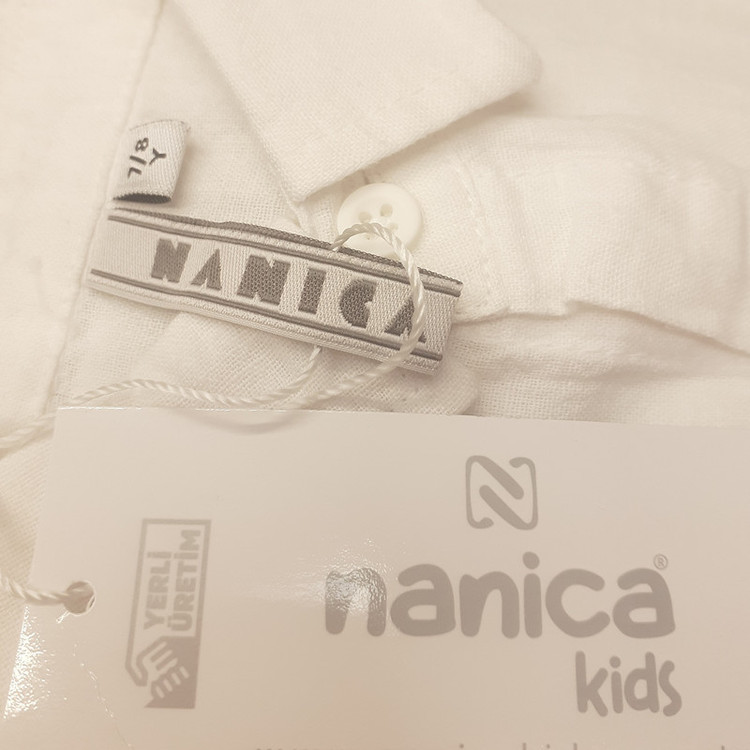 7/8
Y
NANICA
nanica®
kids
YERLİ
ÜRETİM